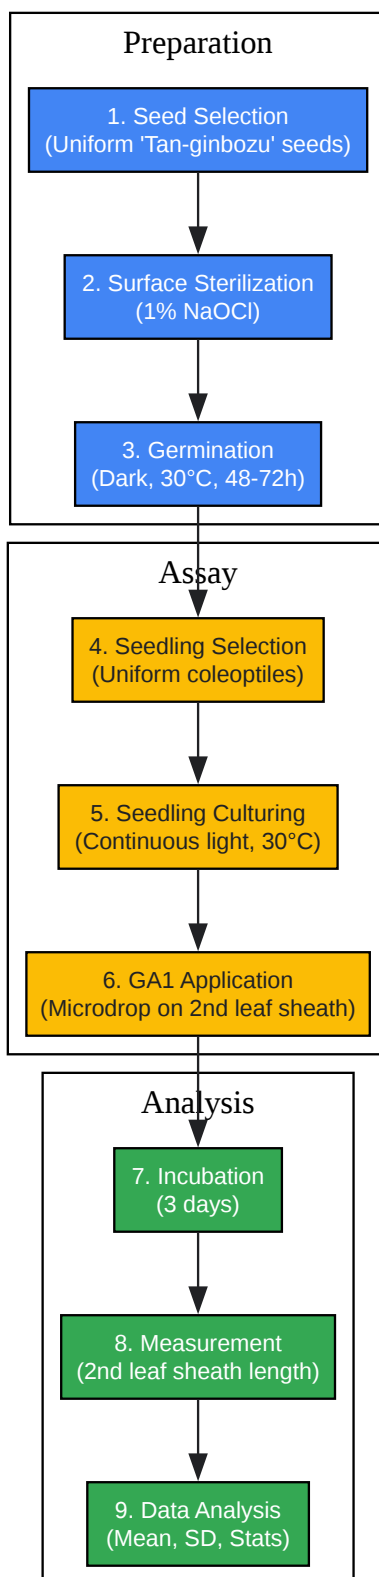 Preparation
1. Seed Selection
(Uniform 'Tan-ginbozu' seeds)
2. Surface Sterilization
(1% NaOCl)
3. Germination
(Dark, 30°C, 48-72h)
Assay
4. Seedling Selection
(Uniform coleoptiles)
5. Seedling Culturing
(Continuous light, 30°C)
6. GA1 Application
(Microdrop on 2nd leaf sheath)
Analysis
7. Incubation
(3 days)
8. Measurement
(2nd leaf sheath length)
9. Data Analysis
(Mean, SD, Stats)